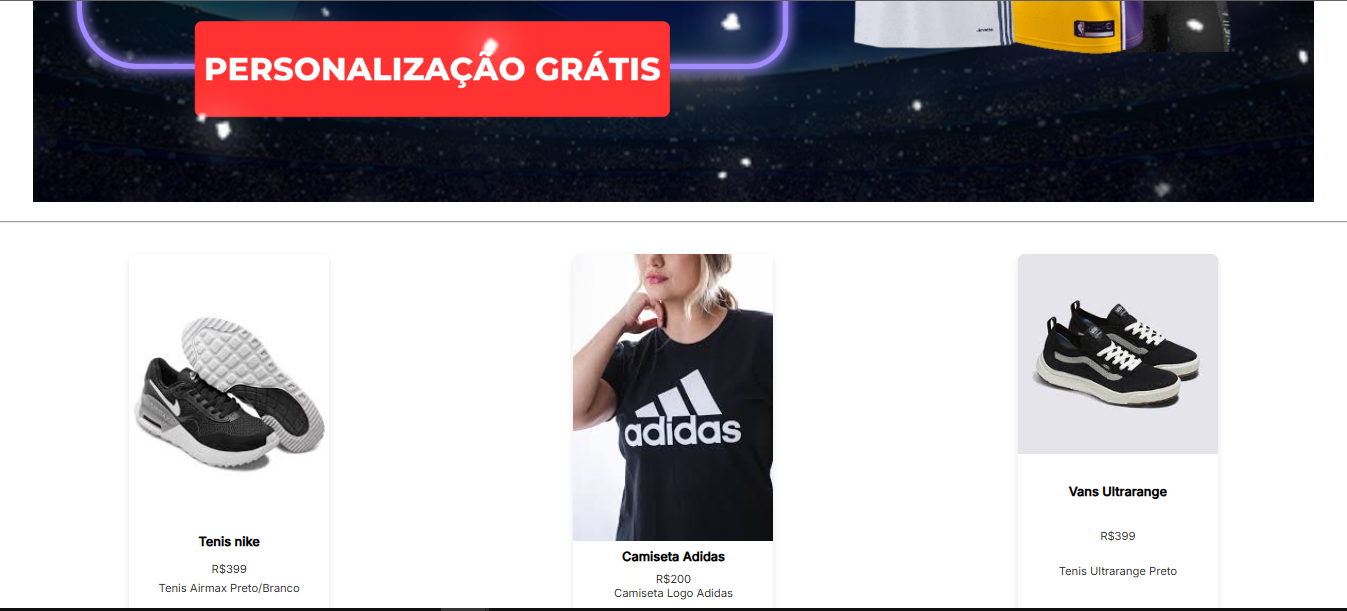 PERSONALIZAÇÃO GRÁTIS
adidas
Tenis nike
R$399
Tenis Airmax Preto/Branco
Camiseta Adidas
R$200
Camiseta Logo Adidas
Vans Ultrarange
R$399
Tenis Ultrarange Preto